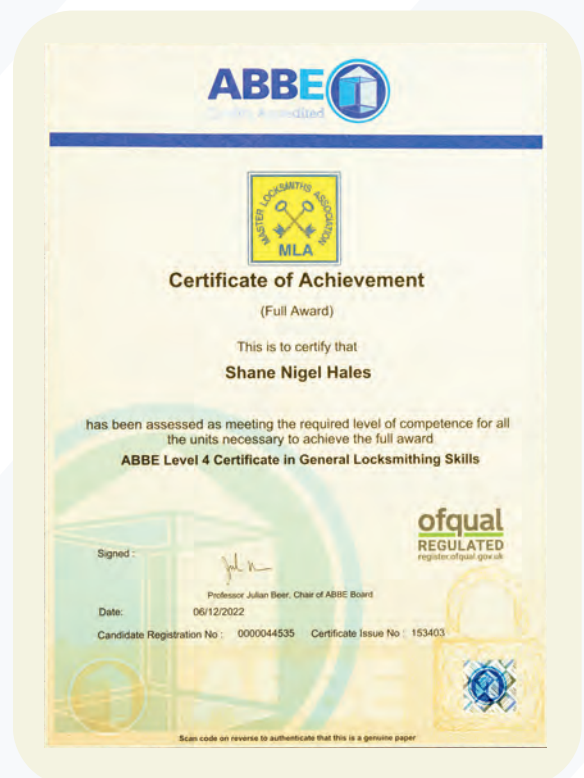 ABBE
Quality Accredited
MASTER LOCKSMITHS ASSOCIATION
MLA
Certificate of Achievement
(Full Award)
This is to certify that
Shane Nigel Hales
has been assessed as meeting the required level of competence for all
the units necessary to achieve the full award
ABBE Level 4 Certificate in General Locksmithing Skills
ofqual
REGULATED
register.ofqual.gov.uk
Signed :
Professor Julian Beer, Chair of ABBE Board
Date: 06/12/2022
Candidate Registration No : 0000044535 Certificate Issue No : 153403
Scan code on reverse to authenticate that this is a genuine paper